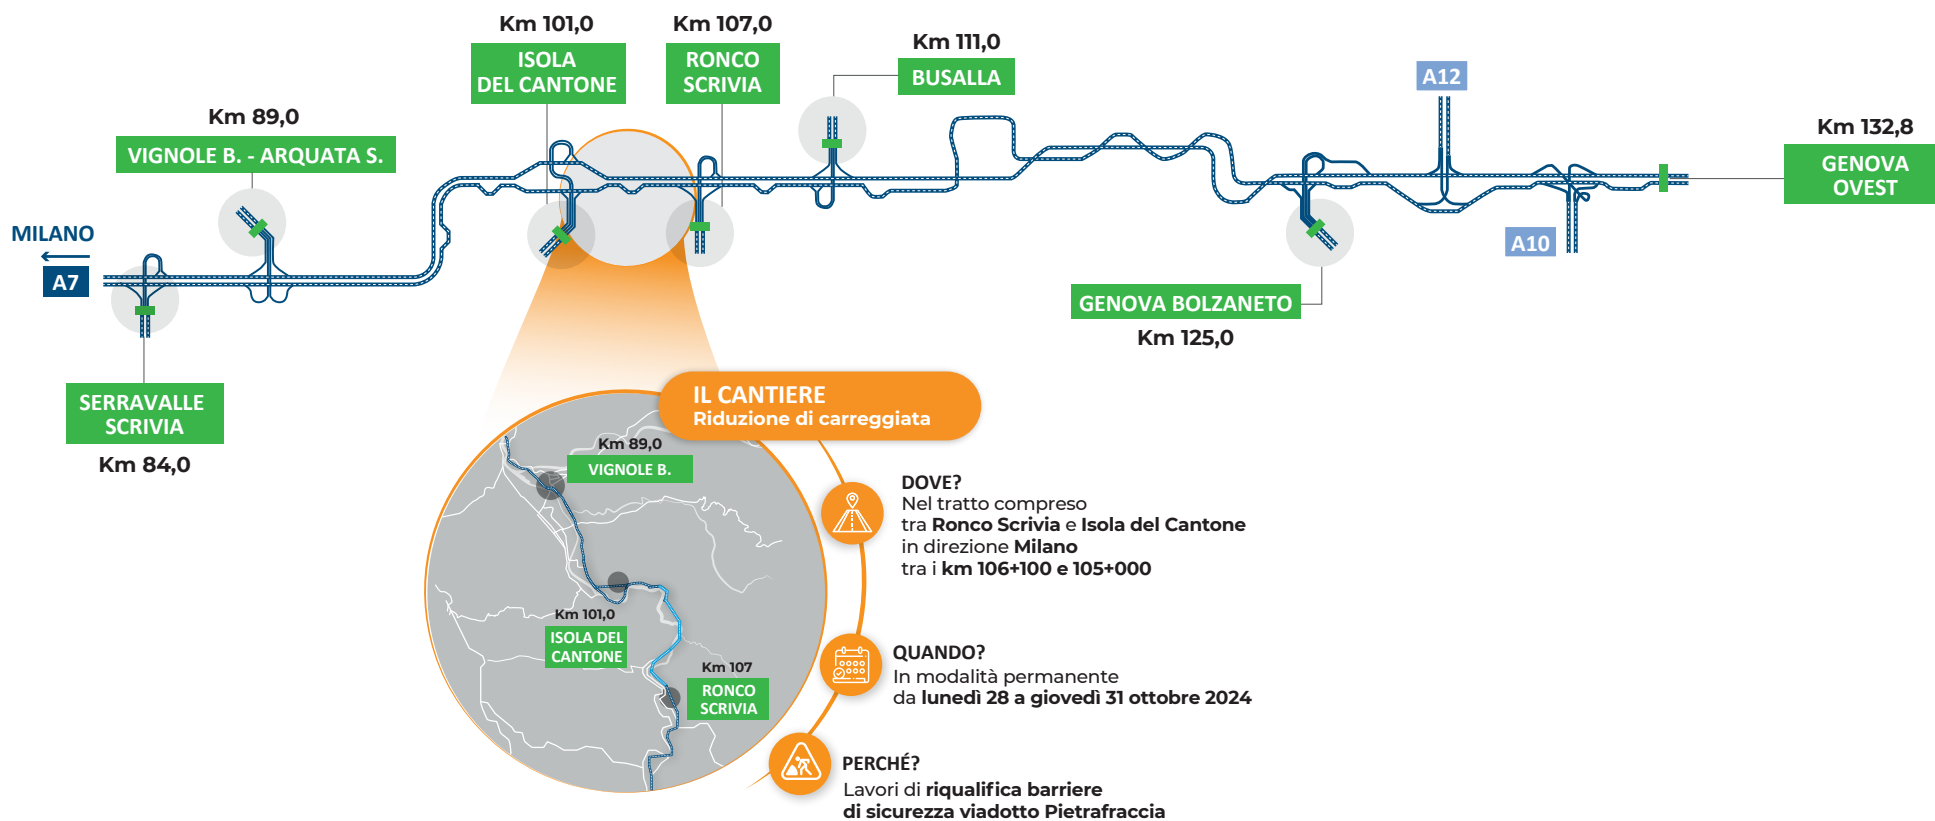 Km 101,0
ISOLA
DEL CANTONE
Km 107,0
RONCO
SCRIVIA
Km 111,0
BUSALLA
A12
Km 132,8
GENOVA
OVEST
Km 89,0
VIGNOLE B. - ARQUATA S.
MILANO
A7
A10
GENOVA BOLZANETO
Km 125,0
SERRAVALLE
SCRIVIA
Km 84,0
IL CANTIERE
Riduzione di carreggiata
Km 89,0
VIGNOLE B.
Km 101,0
ISOLA DEL
CANTONE
Km 107
RONCO
SCRIVIA
DOVE?
Nel tratto compreso
tra Ronco Scrivia e Isola del Cantone
in direzione Milano
tra i km 106+100 e 105+000
QUANDO?
In modalità permanente
da lunedì 28 a giovedì 31 ottobre 2024
PERCHÉ?
Lavori di riqualifica barriere
di sicurezza viadotto Pietrafraccia